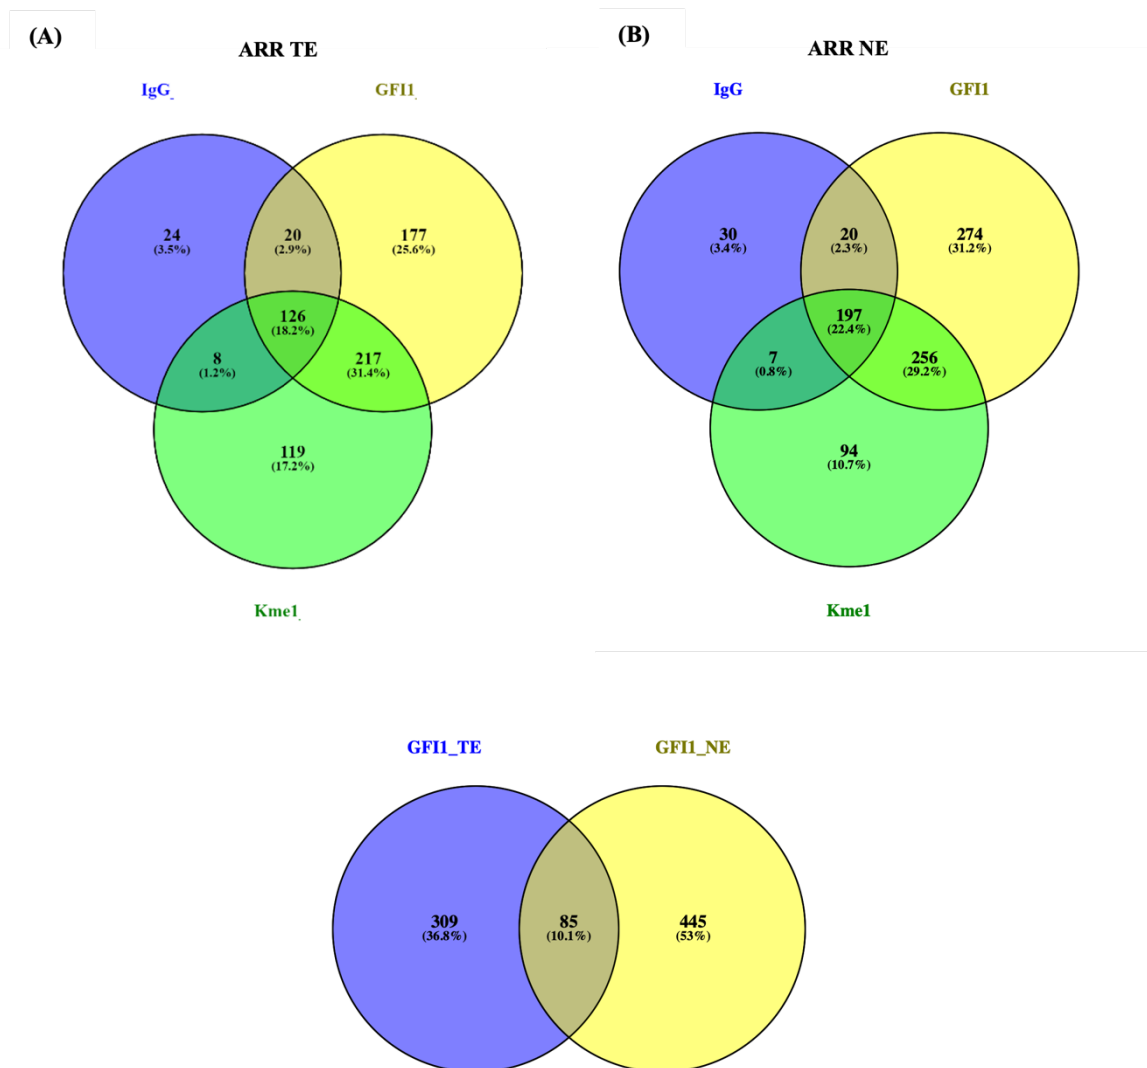 (A)
ARR TE
IgG_
GFI1
24
(3.5%)
20
(2.9%)
177
(25.6%)
126
(18.2%)
8
(1.2%)
217
(31.4%)
119
(17.2%)
Kme1
(B)
ARR NE
IgG
GFI1
30
(3.4%)
20
(2.3%)
274
(31.2%)
197
(22.4%)
7
(0.8%)
256
(29.2%)
94
(10.7%)
Kme1
GFI1_TE
GFI1_NE
309
(36.8%)
85
(10.1%)
445
(53%)